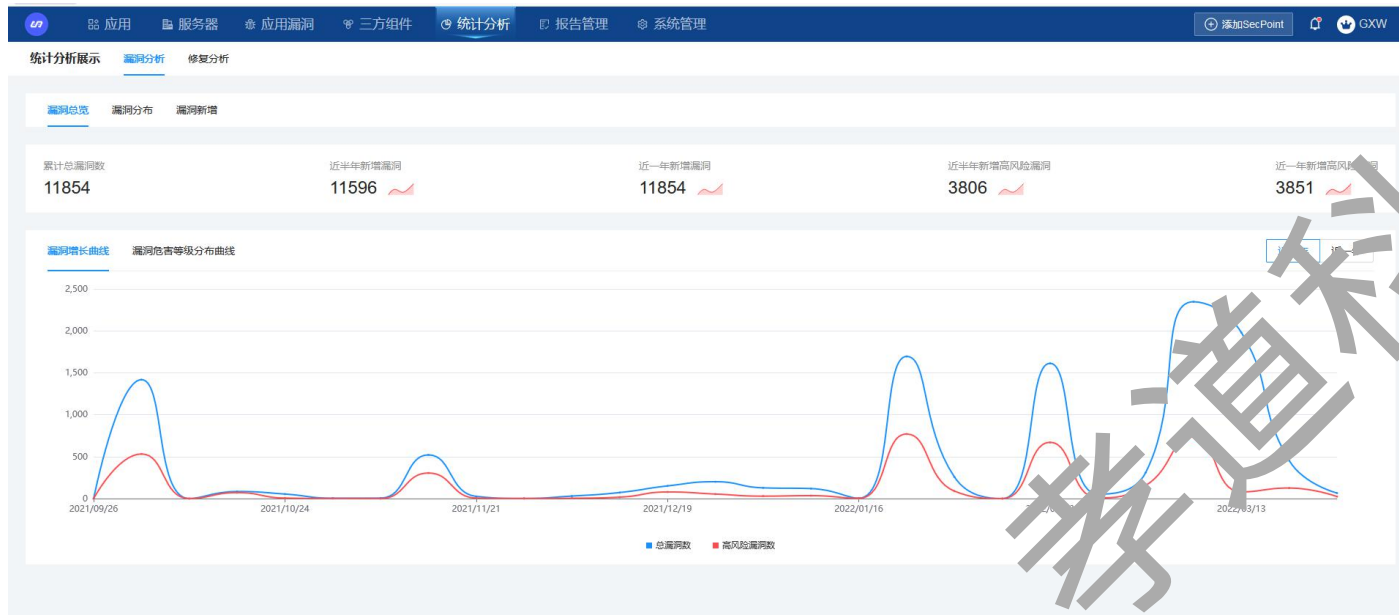 应用 服务器 应用漏洞 三方组件 统计分析 报告管理 系统管理 添加SecPoint GXW
统计分析展示 漏洞分析 修复分析
漏洞总览 漏洞分布 漏洞新增
累计总漏洞数 近半年新增漏洞 近一年新增漏洞 近半年新增高风险漏洞 近一年新增高风险
11854 11596 11854 3806 3851
漏洞增长曲线 漏洞危害等级分布曲线
2,500
2,000
1,500
1,000
500
0
2021/09/26 2021/10/24 2021/11/21 2021/12/19 2022/01/16 2022/03/13
总漏洞数 高风险漏洞数
孝道科